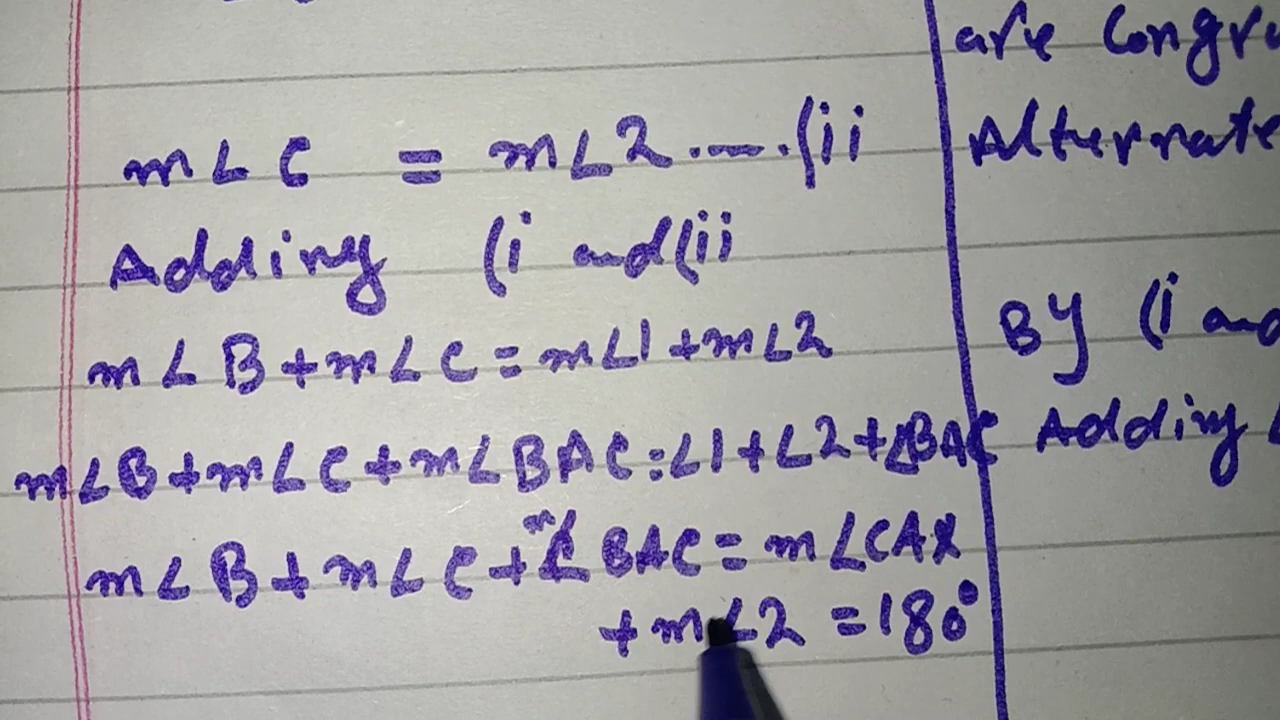 are Congru
m∠C = m∠2 ..... (ii
Alternate
Adding (i and (ii
m∠B + m∠C = m∠1 + m∠2
By (i and
m∠B + m∠C + m∠BAC = ∠1 + ∠2 + ∠BAC
Adding ∠
m∠B + m∠C + m∠BAC = m∠CAX
+ m∠2 = 180°